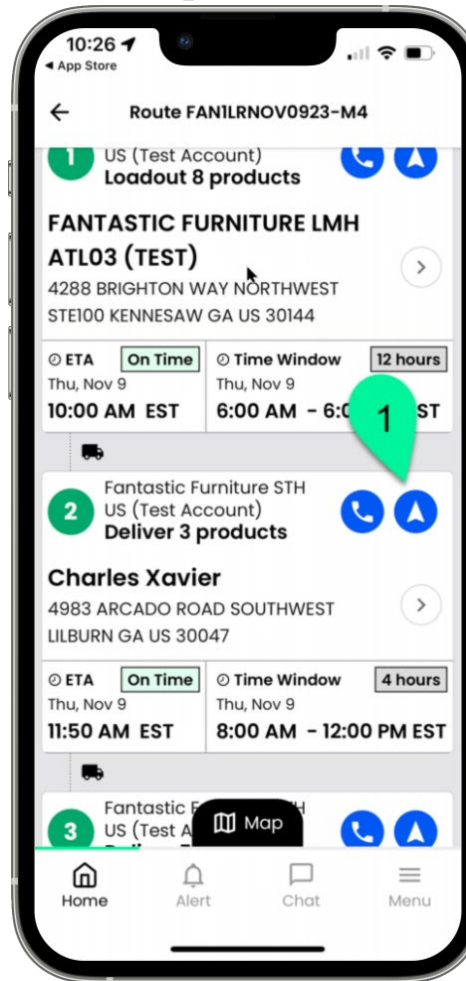 10:26
App Store
Route FAN1LRNOV0923-M4
1
US (Test Account)
Loadout 8 products
FANTASTIC FURNITURE LMH
ATL03 (TEST)
4288 BRIGHTON WAY NORTHWEST
STE100 KENNESAW GA US 30144
ETA On Time Time Window 12 hours
Thu, Nov 9 Thu, Nov 9
10:00 AM EST 6:00 AM -
1
Fantastic Furniture STH
2 US (Test Account)
Deliver 3 products
Charles Xavier
4983 ARCADO ROAD SOUTHWEST
LILBURN GA US 30047
ETA On Time Time Window 4 hours
Thu, Nov 9 Thu, Nov 9
11:50 AM EST 8:00 AM - 12:00 PM EST
Fantastic
3 US
Map
Home Alert Chat Menu